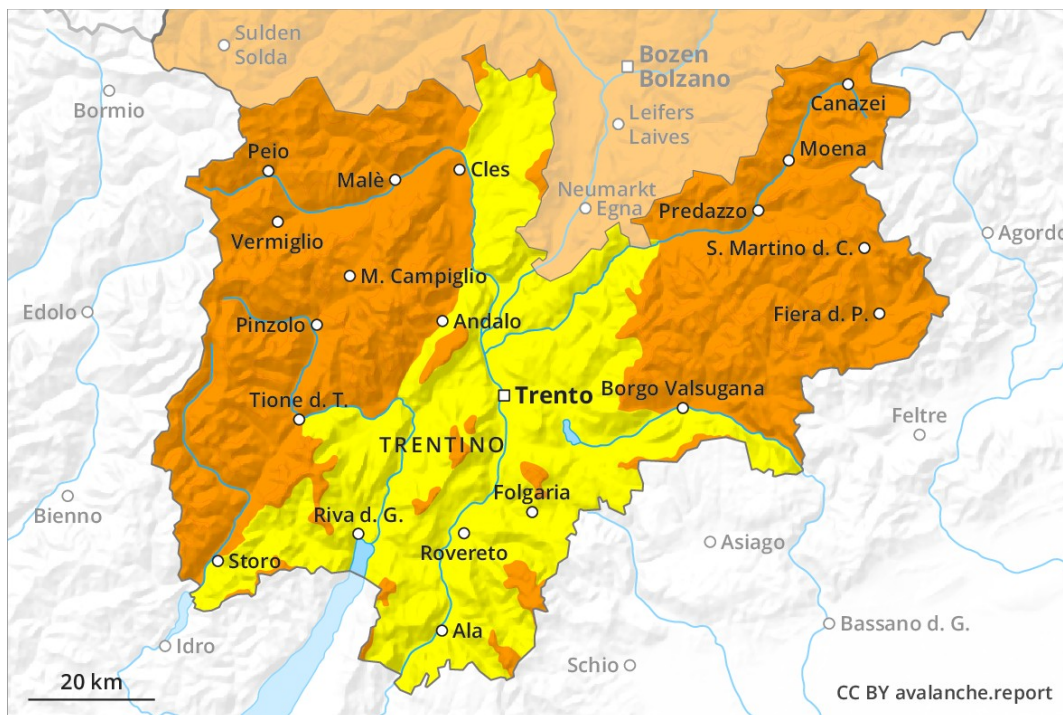 Sulden
Solda
Bozen
Bolzano
Bormio
Canazei
Leifers
Laives
Peio
Moena
Malè
Cles
Neumarkt
Egna
Predazzo
Vermiglio
Agordo
S. Martino d. C.
M. Campiglio
Edolo
Pinzolo
Andalo
Fiera d. P.
Trento
Borgo Valsugana
Tione d. T.
Feltre
TRENTINO
Bienno
Folgaria
Riva d. G.
Rovereto
Asiago
Storo
Ala
Bassano d. G.
Idro
Schio
20 km
CC BY avalanche.report